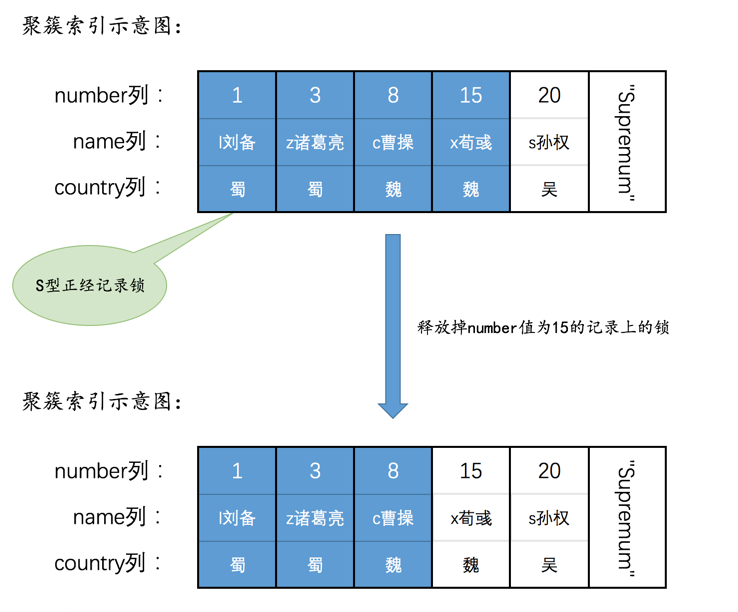 聚簇索引示意图：
number列： 1 3 8 15 20 "Supremum"
name列： l刘备 z诸葛亮 c曹操 x荀彧 s孙权
country列： 蜀 蜀 魏 魏 吴
S型正经记录锁
释放掉number值为15的记录上的锁
聚簇索引示意图：
number列： 1 3 8 15 20 "Supremum"
name列： l刘备 z诸葛亮 c曹操 x荀彧 s孙权
country列： 蜀 蜀 魏 魏 吴